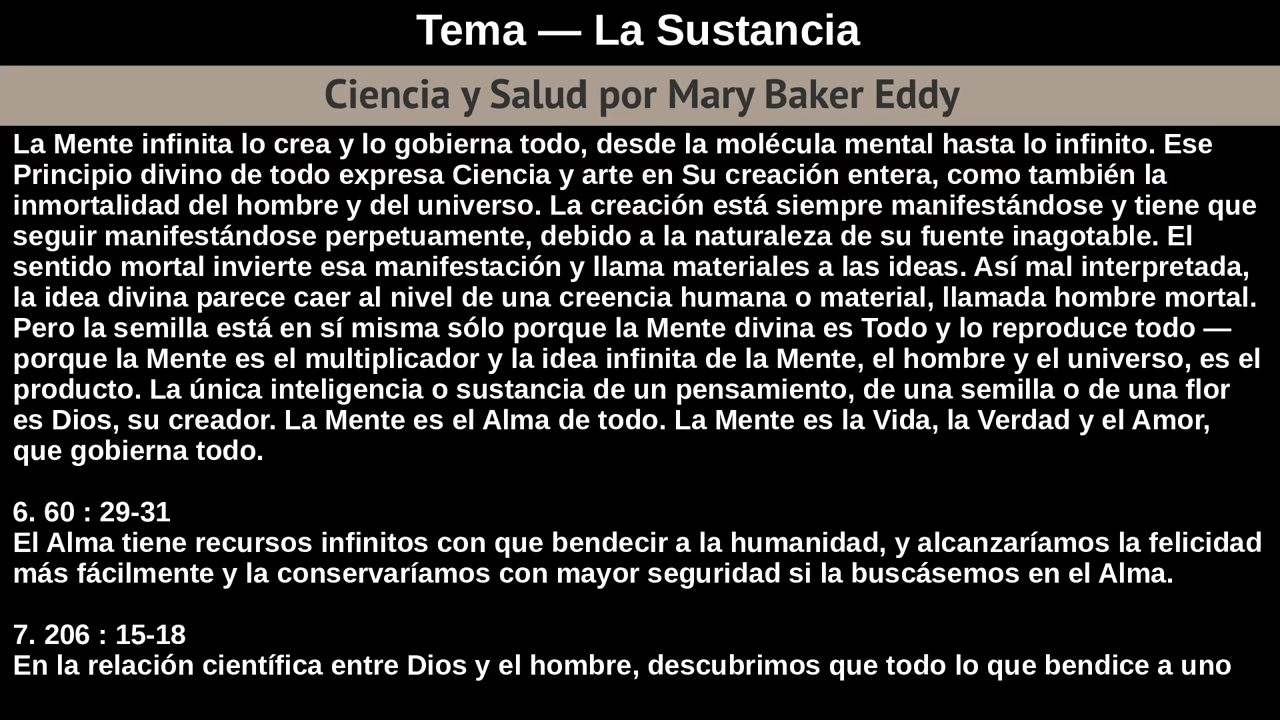 Tema — La Sustancia
Ciencia y Salud por Mary Baker Eddy
La Mente infinita lo crea y lo gobierna todo, desde la molécula mental hasta lo infinito. Ese
Principio divino de todo expresa Ciencia y arte en Su creación entera, como también la
inmortalidad del hombre y del universo. La creación está siempre manifestándose y tiene que
seguir manifestándose perpetuamente, debido a la naturaleza de su fuente inagotable. El
sentido mortal invierte esa manifestación y llama materiales a las ideas. Así mal interpretada,
la idea divina parece caer al nivel de una creencia humana o material, llamada hombre mortal.
Pero la semilla está en sí misma sólo porque la Mente divina es Todo y lo reproduce todo —
porque la Mente es el multiplicador y la idea infinita de la Mente, el hombre y el universo, es el
producto. La única inteligencia o sustancia de un pensamiento, de una semilla o de una flor
es Dios, su creador. La Mente es el Alma de todo. La Mente es la Vida, la Verdad y el Amor,
que gobierna todo.
6. 60 : 29-31
El Alma tiene recursos infinitos con que bendecir a la humanidad, y alcanzaríamos la felicidad
más fácilmente y la conservaríamos con mayor seguridad si la buscásemos en el Alma.
7. 206 : 15-18
En la relación científica entre Dios y el hombre, descubrimos que todo lo que bendice a uno